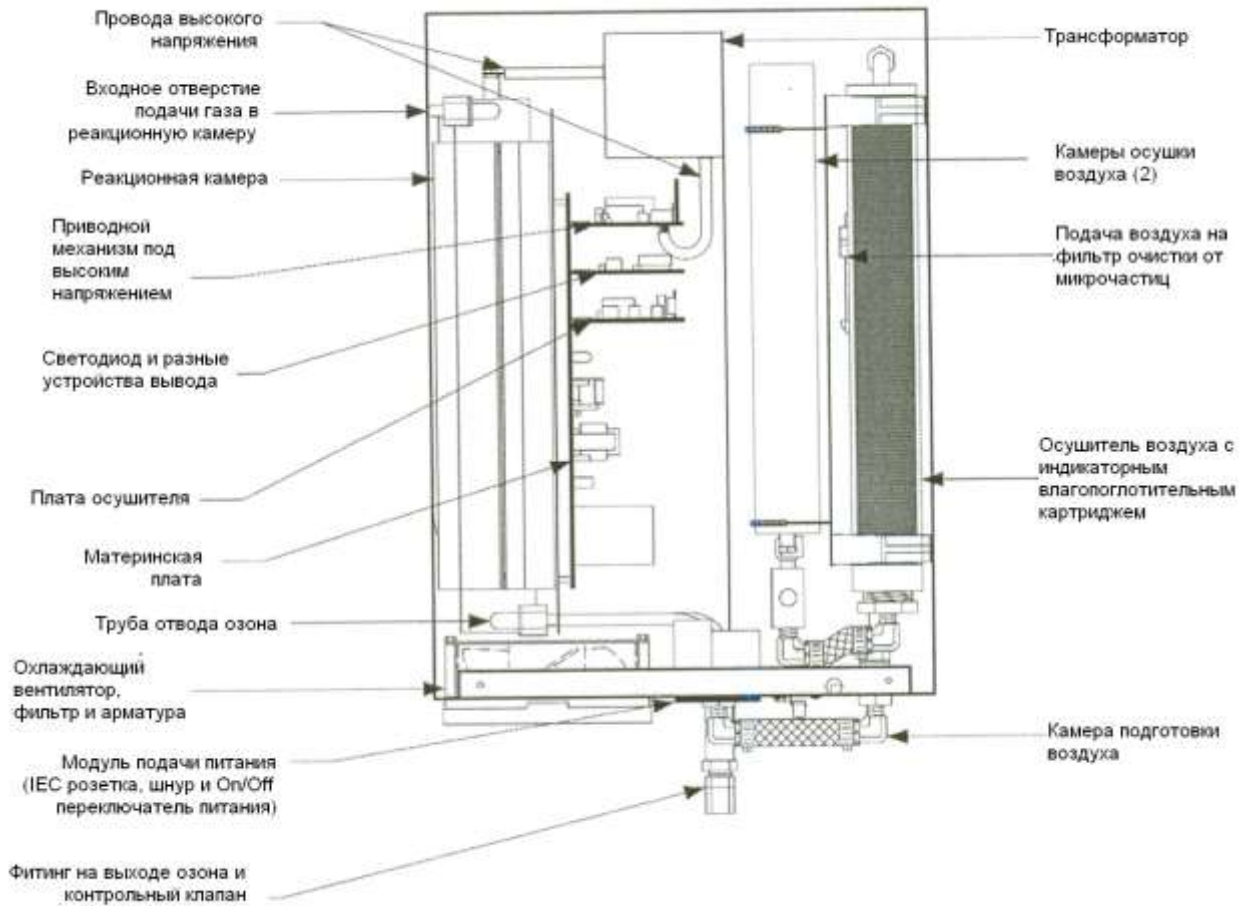 Провода высокого
напряжения
Входное отверстие
подачи газа в
реакционную камеру
Реакционная камера
Приводной
механизм под
высоким
напряжением
Светодиод и разные
устройства вывода
Плата осушителя
Материнская
плата
Труба отвода озона
Охлаждающий
вентилятор,
фильтр и арматура
Модуль подачи питания
(IEC розетка, шнур и On/Off
переключатель питания)
Фитинг на выходе озона и
контрольный клапан
Трансформатор
Камеры осушки
воздуха (2)
Подача воздуха на
фильтр очистки от
микрочастиц
Осушитель воздуха с
индикаторным
влагопоглотительным
картриджем
Камера подготовки
воздуха